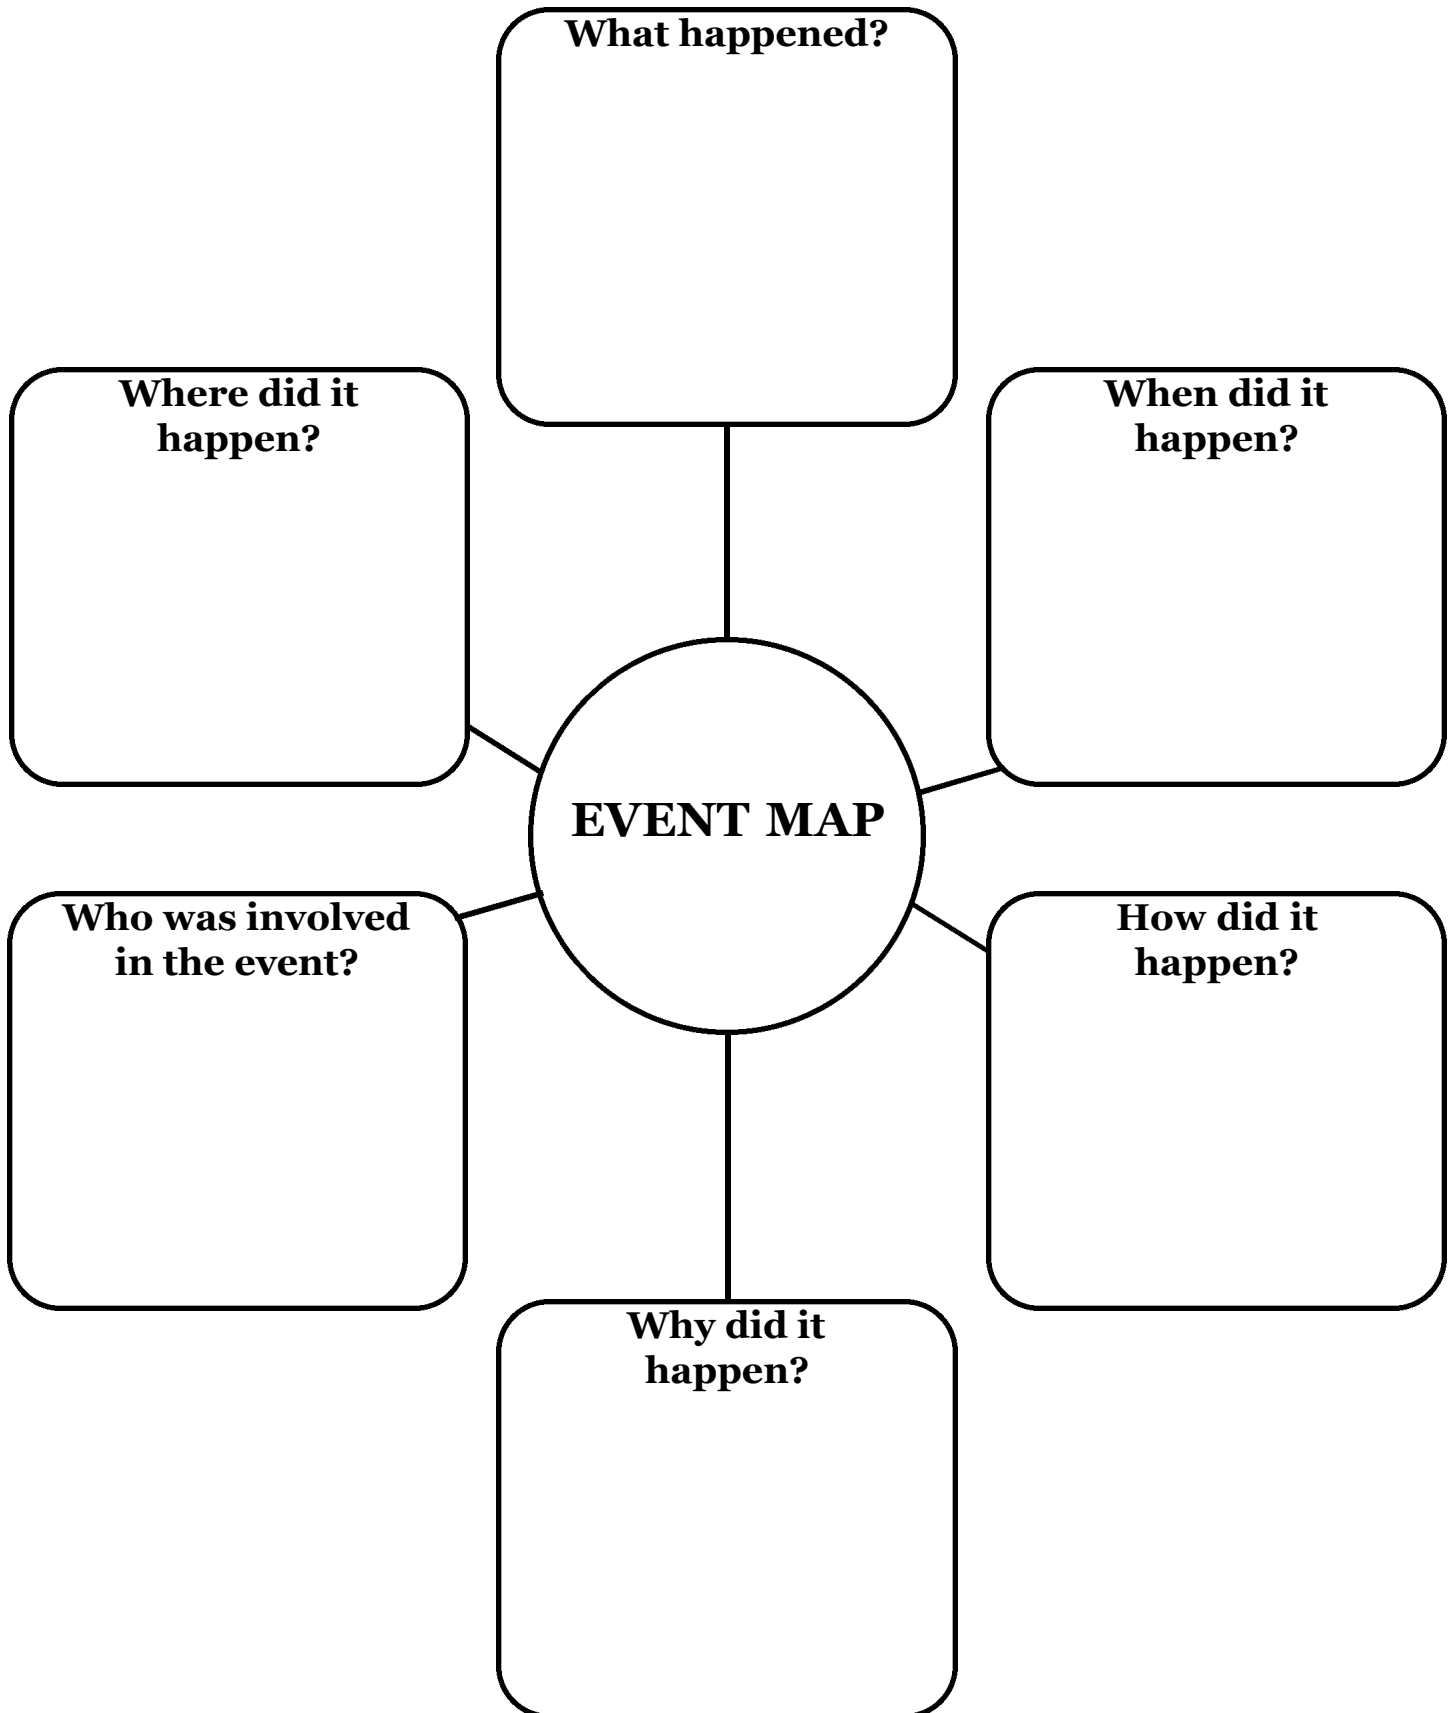 What happened?
Where did it
happen?
When did it
happen?
EVENT MAP
Who was involved
in the event?
How did it
happen?
Why did it
happen?